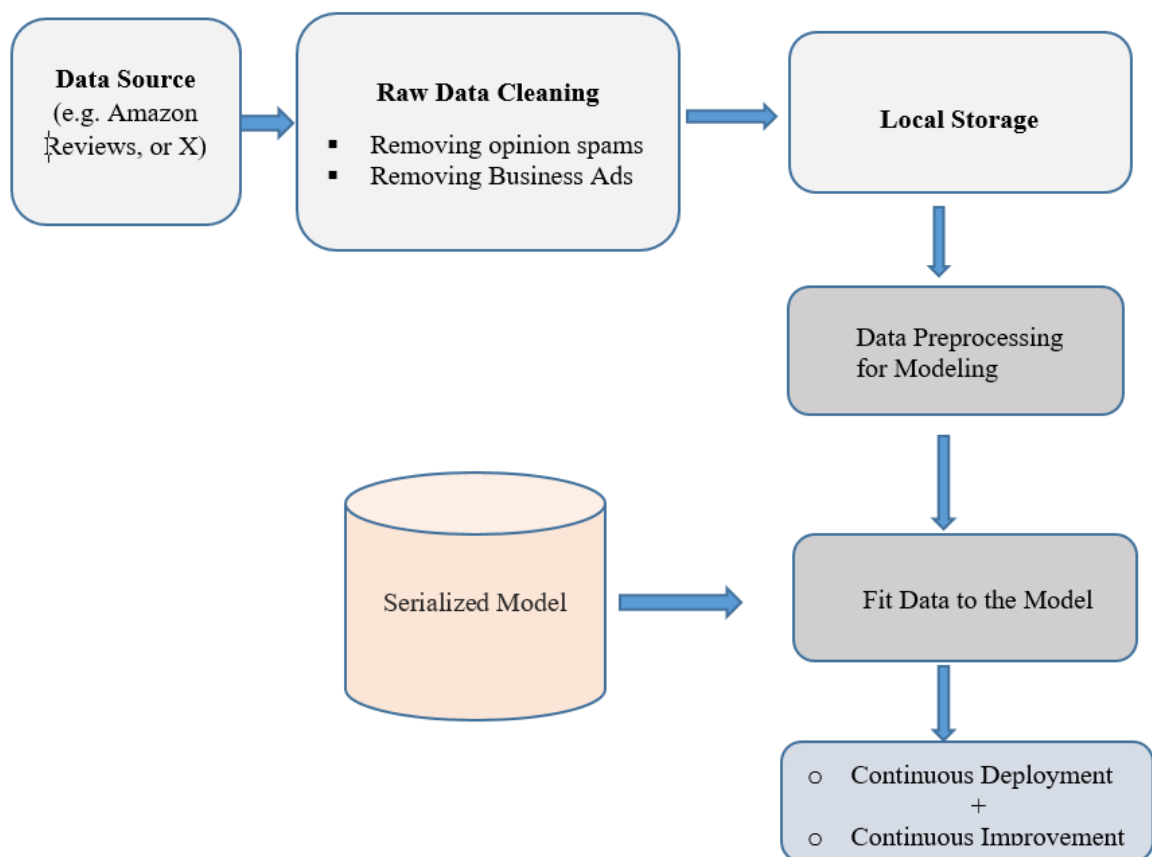 Data Source
(e.g. Amazon
Reviews, or X)
Raw Data Cleaning
▪ Removing opinion spams
▪ Removing Business Ads
Local Storage
Data Preprocessing
for Modeling
Serialized Model
Fit Data to the Model
o Continuous Deployment
+
o Continuous Improvement